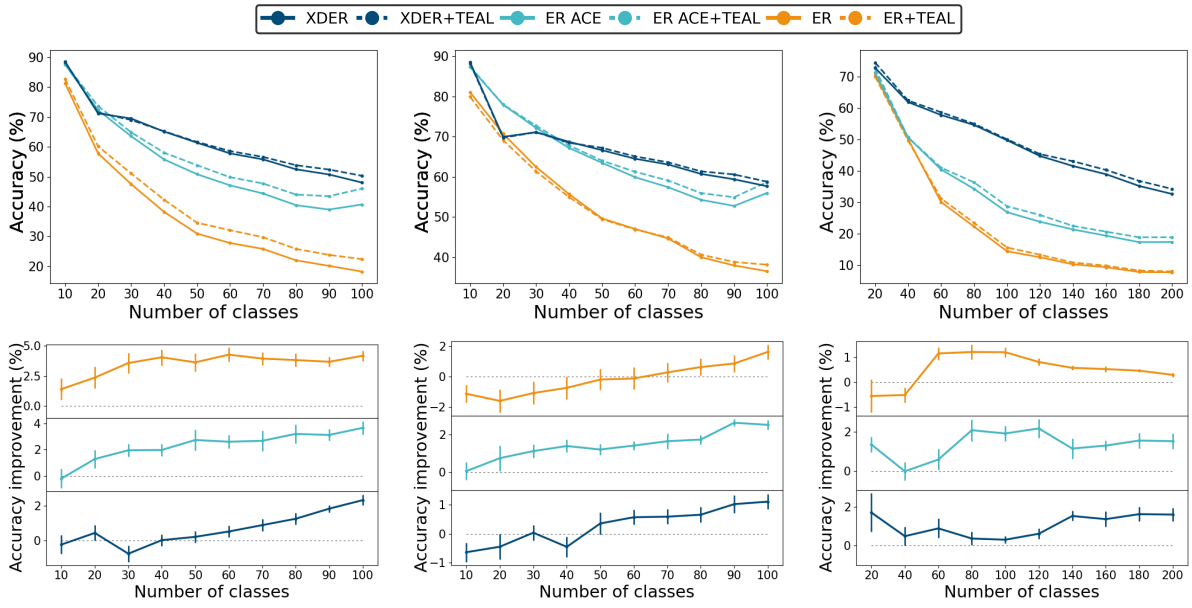 XDER XDER+TEAL ER ACE ER ACE+TEAL ER ER+TEAL
Accuracy (%)
90
80
70
60
50
40
30
20
10 20 30 40 50 60 70 80 90 100
Number of classes
Accuracy (%)
90
80
70
60
50
40
10 20 30 40 50 60 70 80 90 100
Number of classes
Accuracy (%)
70
60
50
40
30
20
10
20 40 60 80 100 120 140 160 180 200
Number of classes
Accuracy improvement (%)
5.0
2.5
0.0
4
2
0
2
0
10 20 30 40 50 60 70 80 90 100
Number of classes
Accuracy improvement (%)
2
0
−2
2
0
1
0
−1
10 20 30 40 50 60 70 80 90 100
Number of classes
Accuracy improvement (%)
1
0
−1
2
0
2
0
20 40 60 80 100 120 140 160 180 200
Number of classes